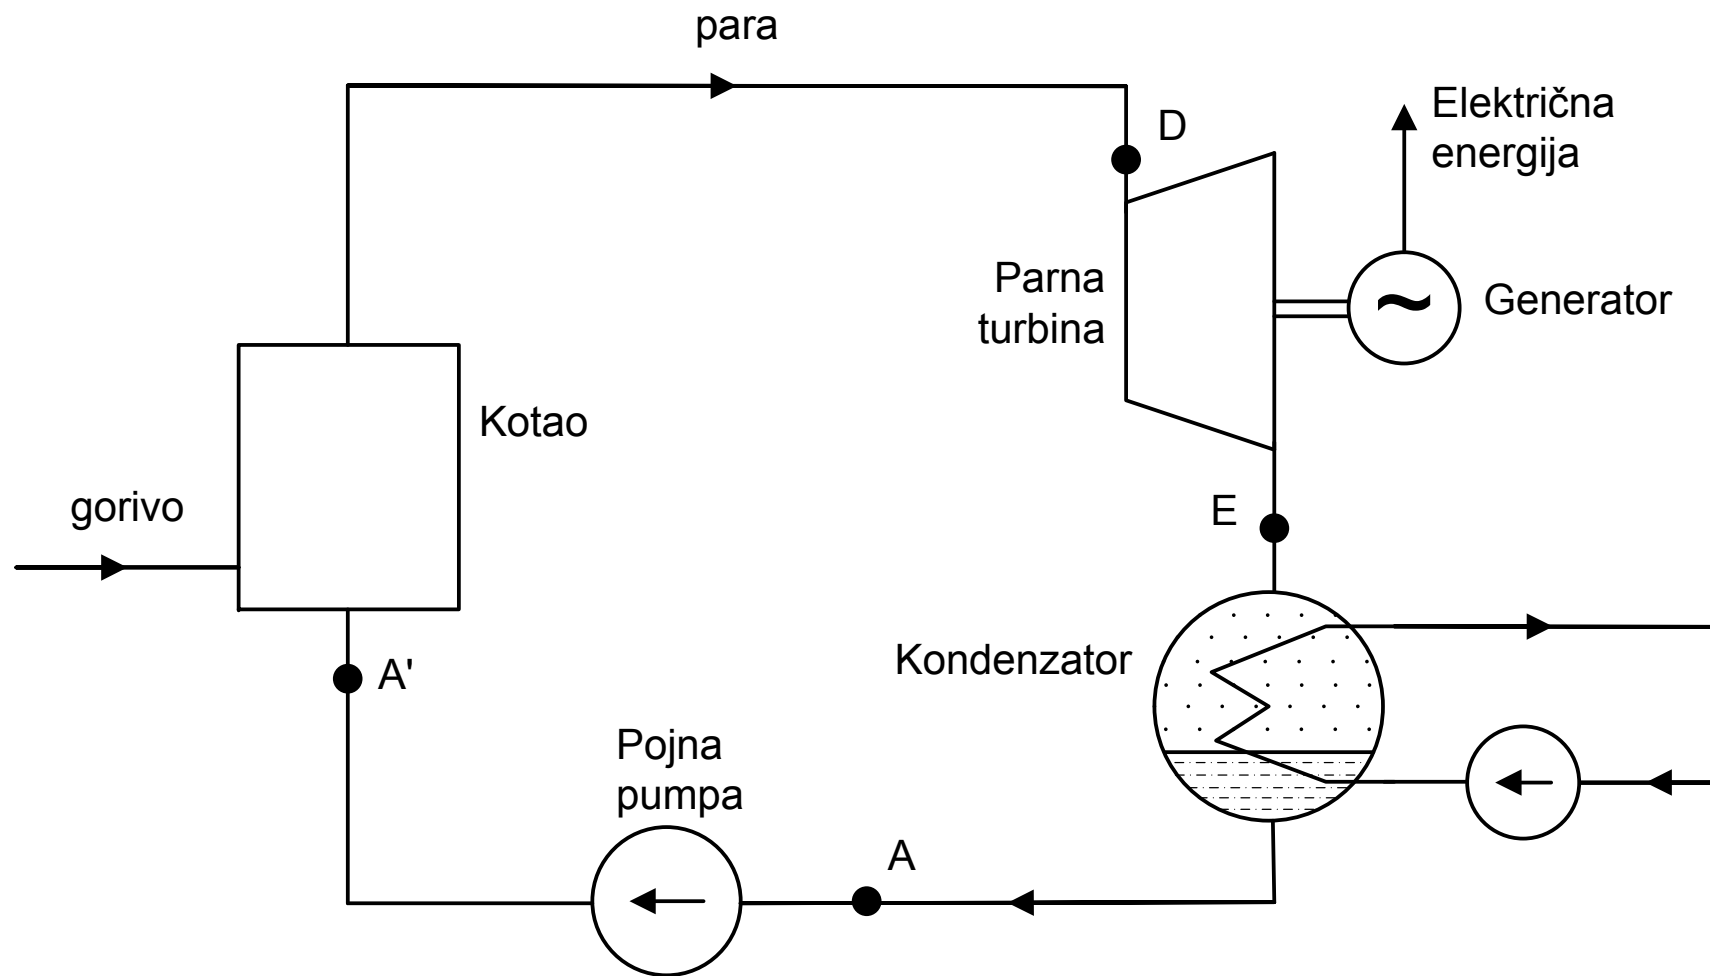 para
D
Električna
energija
Parna
turbina
~
Generator
Kotao
gorivo
E
Kondenzator
A'
Pojna
pumpa
A